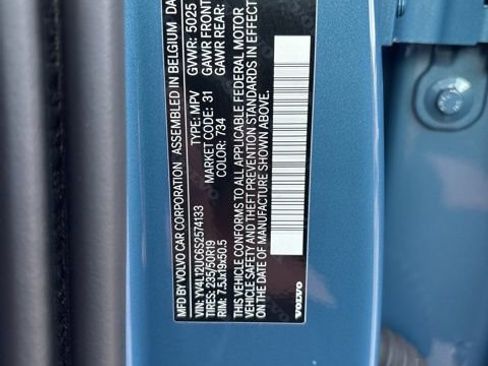 MFD BY VOLVO CAR CORPORATION ASSEMBLED IN BELGIUM DA
VIN: YV4L12UC6S2574133 TYPE: MPV GVWR: 5025
TIRES: 235/50R19 MARKET CODE: 31 GAWR FRONT
RIM: 7.5Jx19x50.5 COLOR: 734 GAWR REAR:
THIS VEHICLE CONFORMS TO ALL APPLICABLE FEDERAL MOTOR
VEHICLE SAFETY AND THEFT PREVENTION STANDARDS IN EFFECT
ON THE DATE OF MANUFACTURE SHOWN ABOVE.
VOLVO